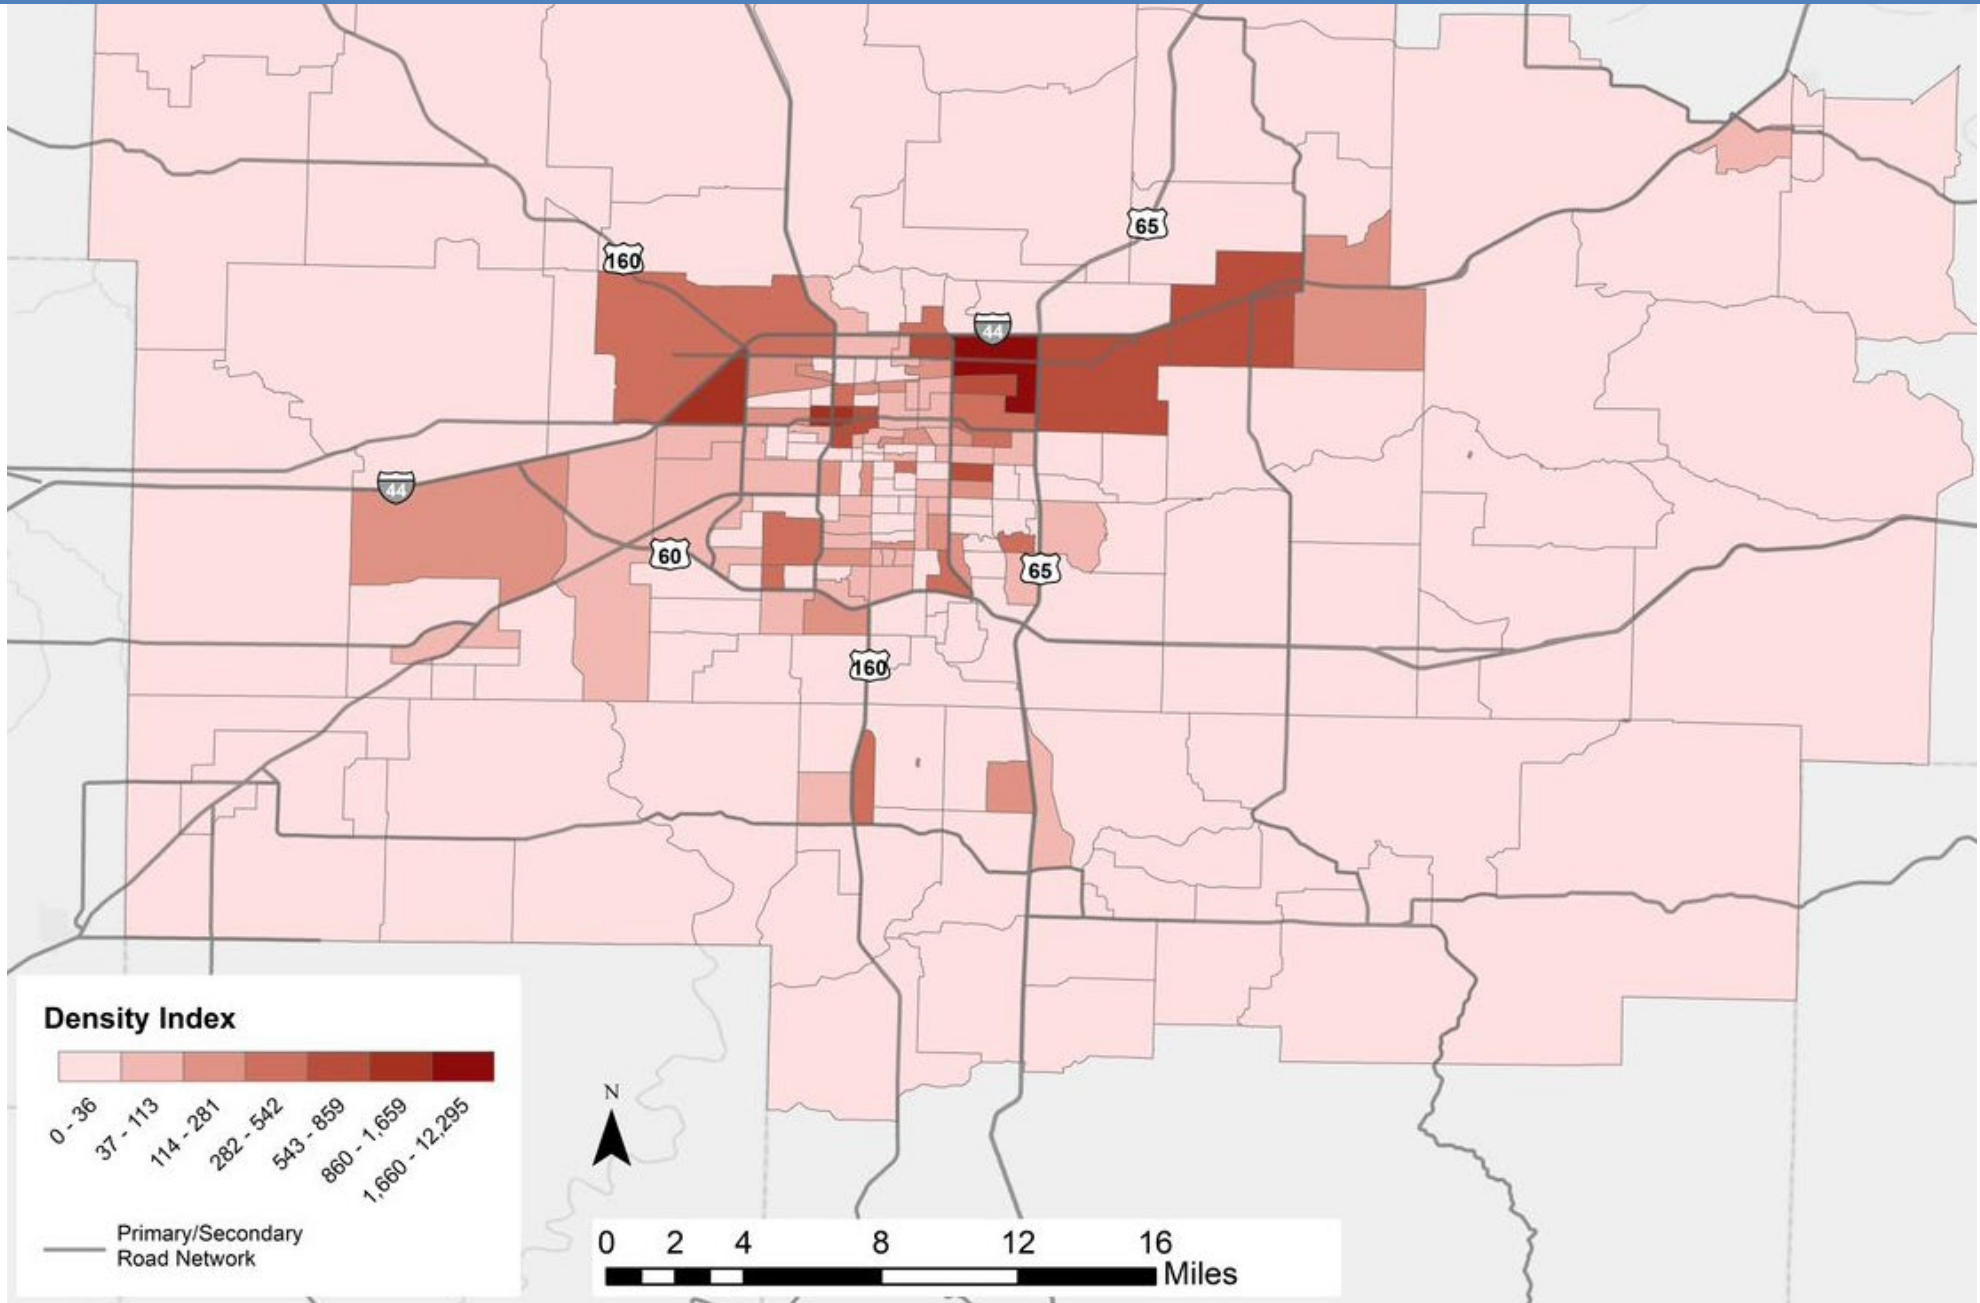 65
160
44
44
60
65
160
Density Index
0 - 36
37 - 113
114 - 281
282 - 542
543 - 859
860 - 1,659
1,660 - 12,295
Primary/Secondary
Road Network
N
0 2 4 8 12 16
Miles